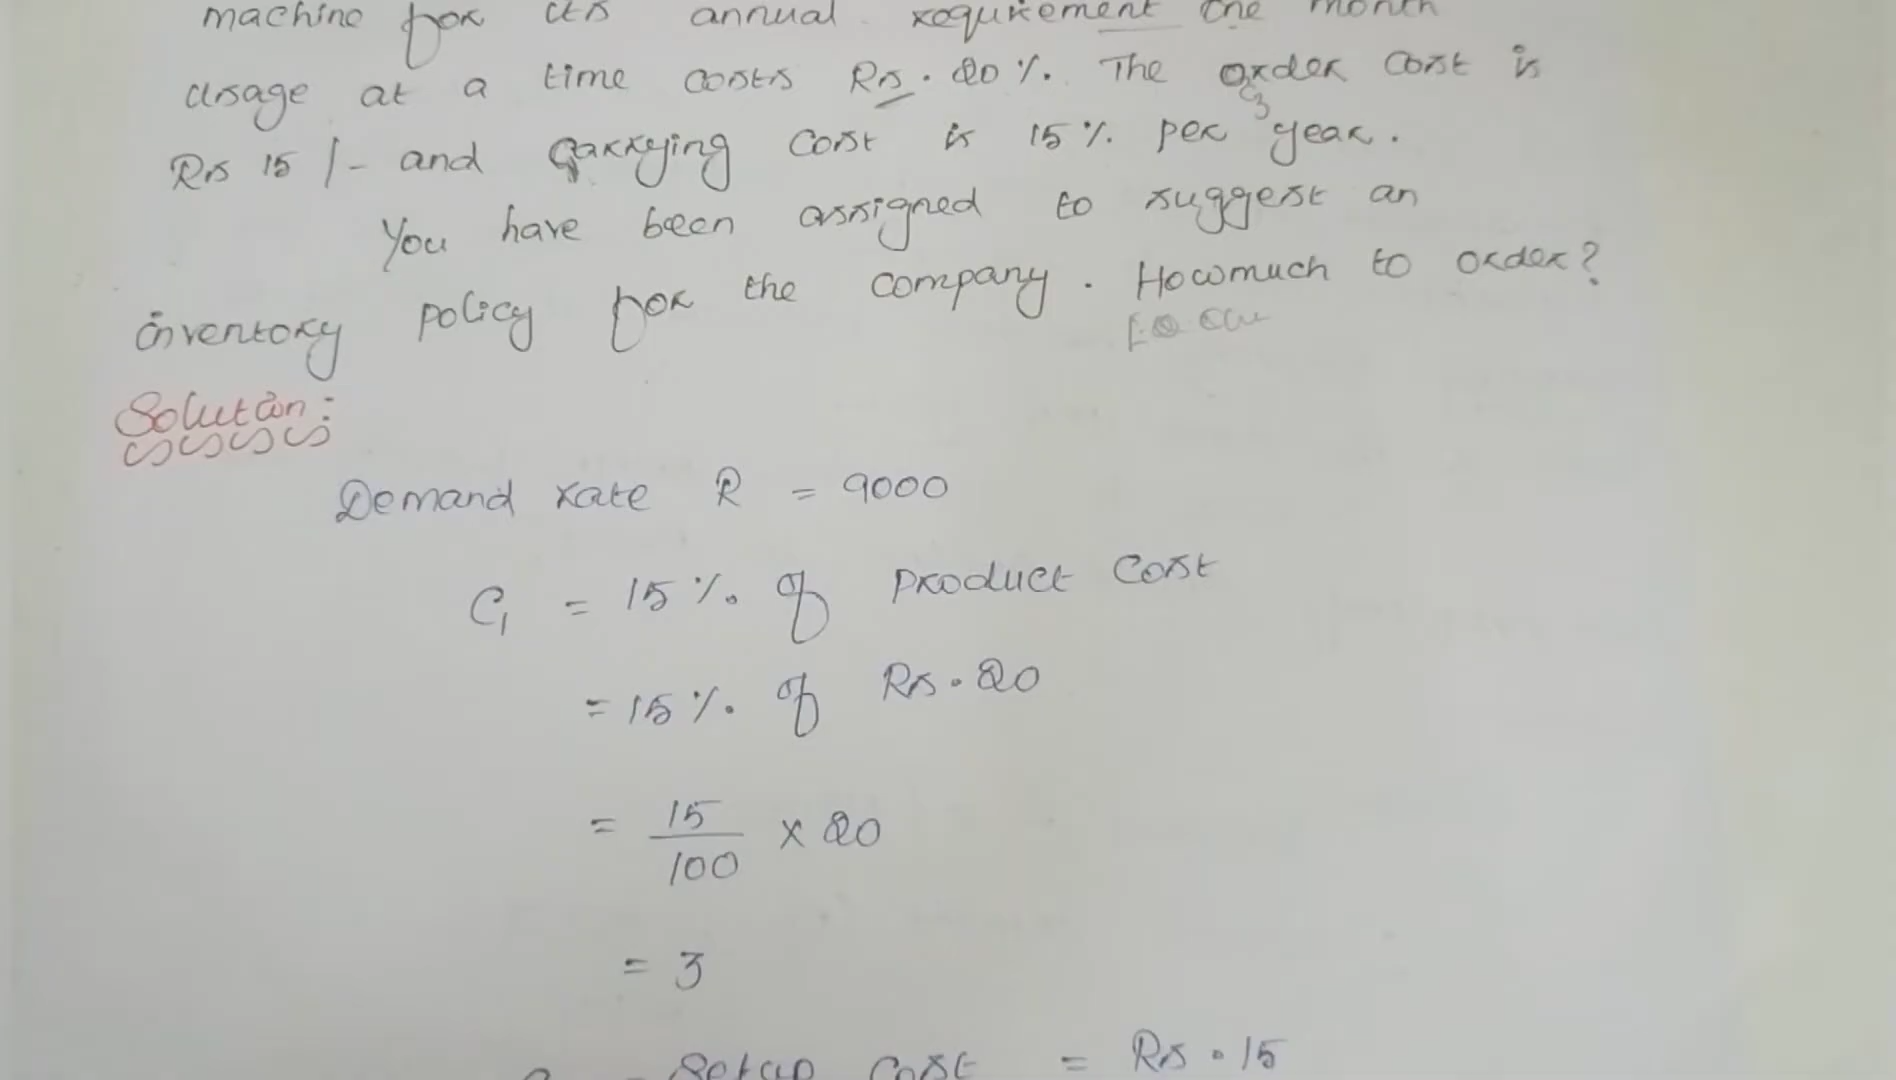 machine for its annual requirement one month
usage at a time costs Rs. 20 %. The order cost is
C3
Rs 15 /- and carrying cost is 15 %. per year.
You have been assigned to suggest an
inventory policy for the company. Howmuch to order?
Solution:
Demand rate R = 9000
C1 = 15 %. of product cost
= 15 %. of Rs. 20
= 15/100 × 20
= 3
Setup cost = Rs. 15